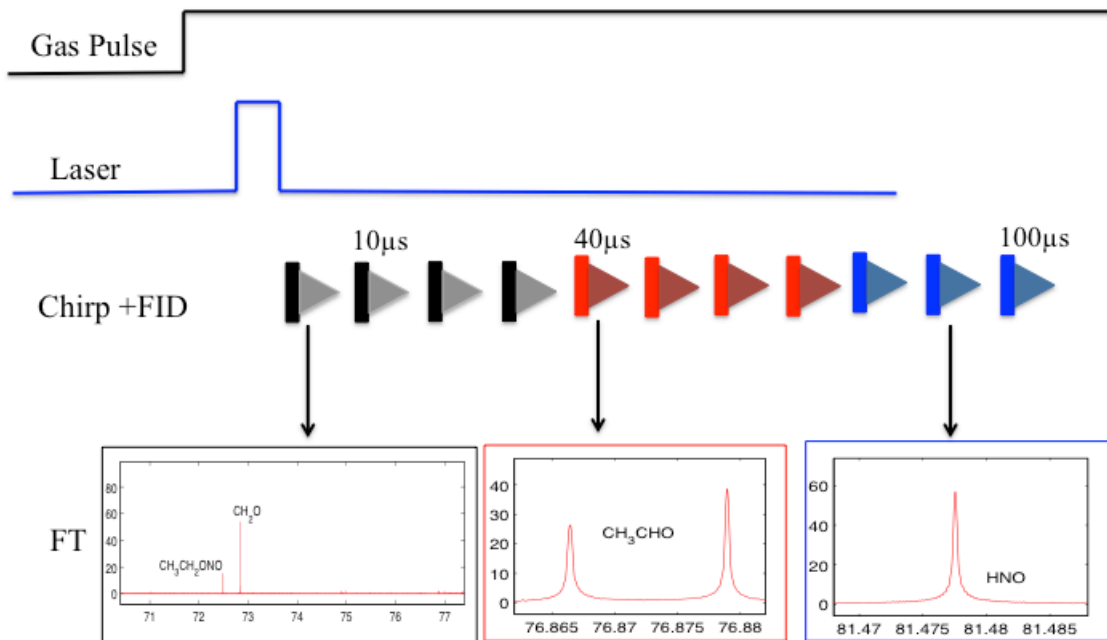 Gas Pulse
Laser
10µs 40µs 100µs
Chirp +FID
FT
80
60
40
20
0
CH₂O
CH₃CH₂ONO
71 72 73 74 75 76 77
40
30
20
10
0
CH₃CHO
76.865 76.87 76.875 76.88
60
40
20
0
HNO
81.47 81.475 81.48 81.485